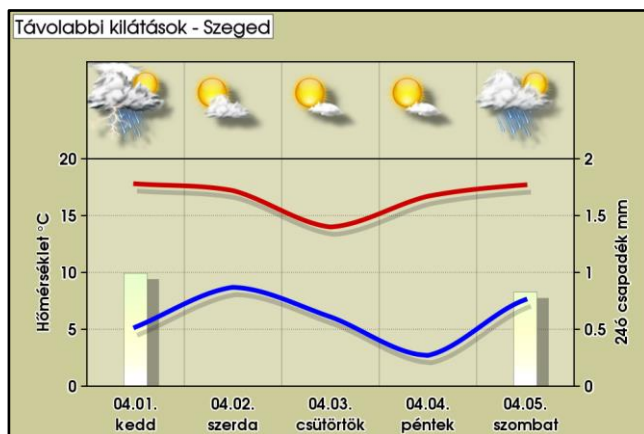 Távolabbi kilátások - Szeged
20
15
10
5
0
Hőmérséklet °C
2
1.5
1
0.5
0
24ó csapadék mm
04.01. 04.02. 04.03. 04.04. 04.05.
kedd szerda csütörtök péntek szombat